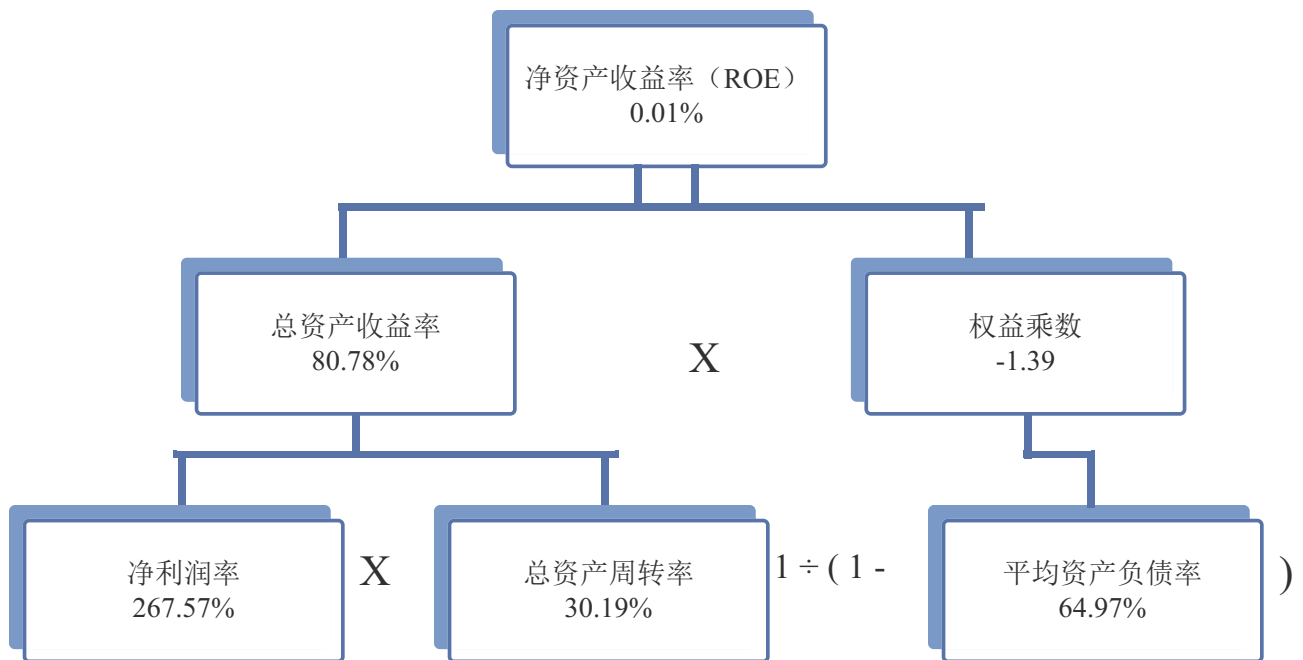 净资产收益率（ROE）
0.01%
总资产收益率
80.78%
X
权益乘数
-1.39
净利润率
267.57%
X
总资产周转率
30.19%
1 ÷ ( 1 -
平均资产负债率
64.97%
)